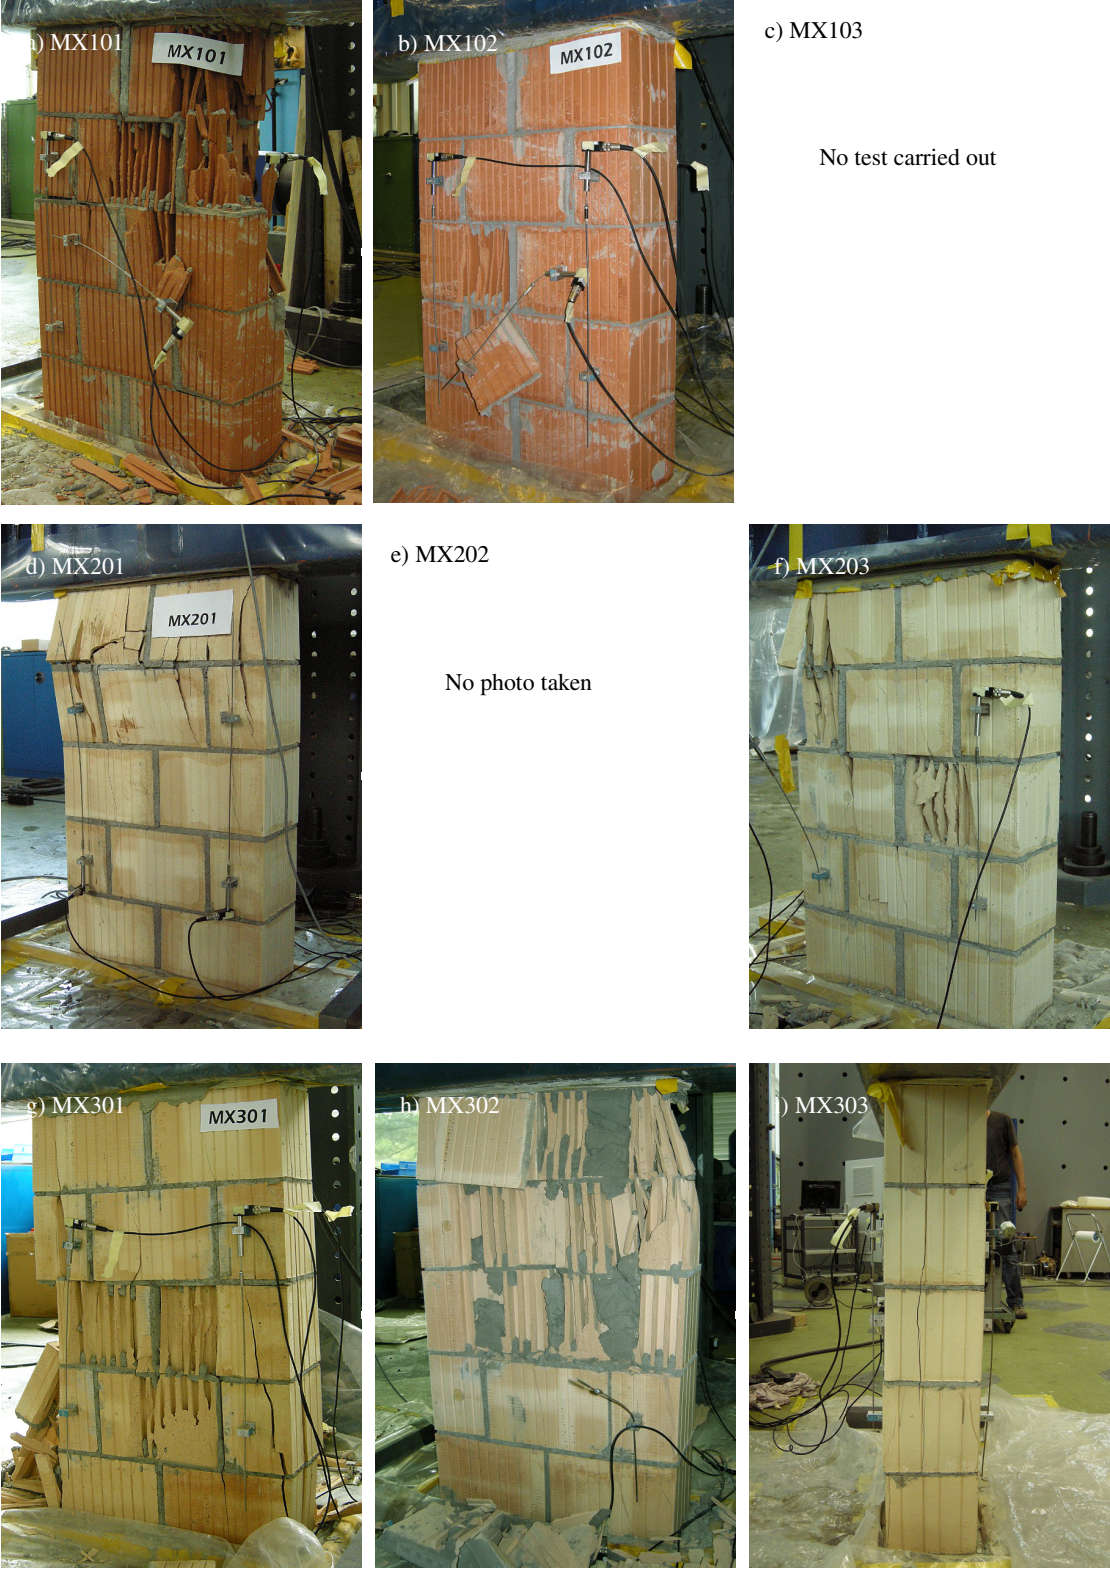 a) MX101
MX101
b) MX102
MX102
c) MX103
No test carried out
d) MX201
MX201
e) MX202
No photo taken
f) MX203
g) MX301
MX301
h) MX302
i) MX303